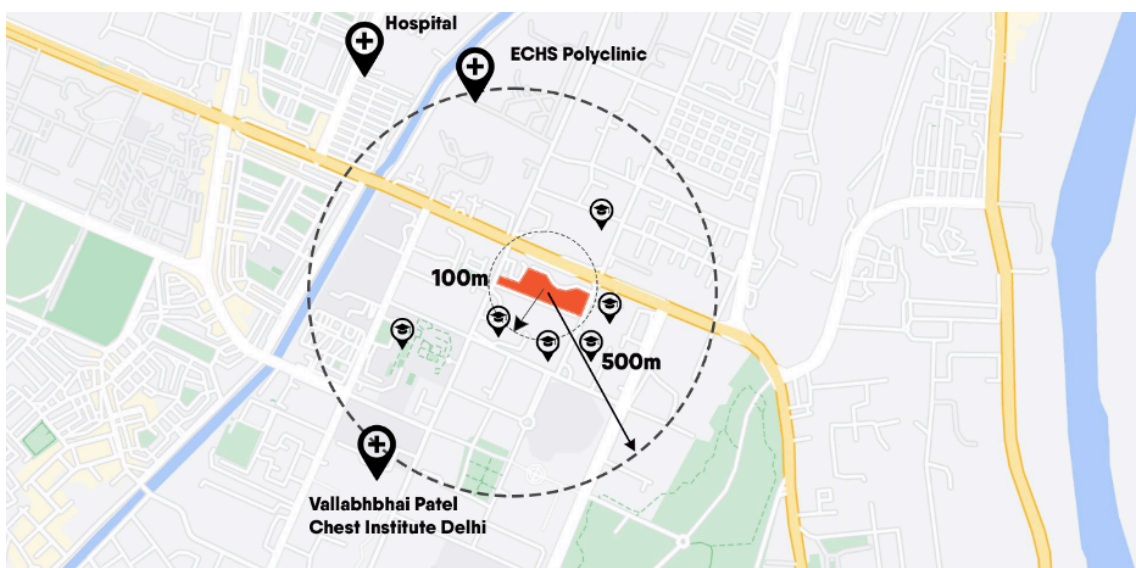 Hospital
ECHS Polyclinic
100m
500m
Vallabhbhai Patel
Chest Institute Delhi